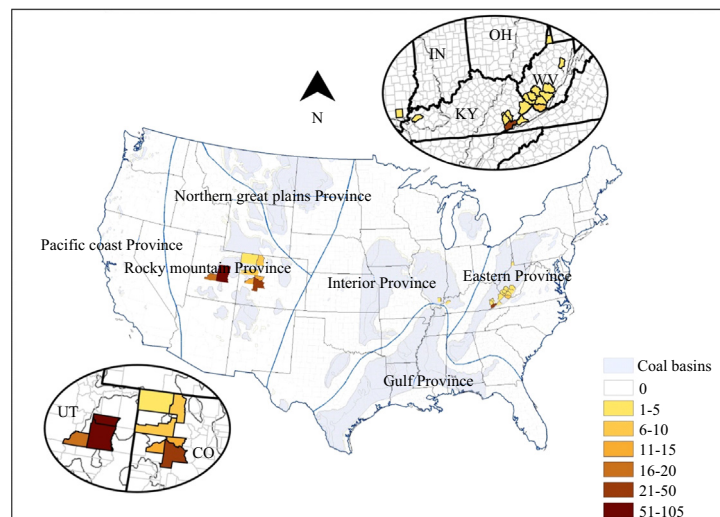 IN
OH
WV
KY
N
Northern great plains Province
Pacific coast Province
Rocky mountain Province
Interior Province
Eastern Province
Gulf Province
UT
CO
Coal basins
0
1-5
6-10
11-15
16-20
21-50
51-105